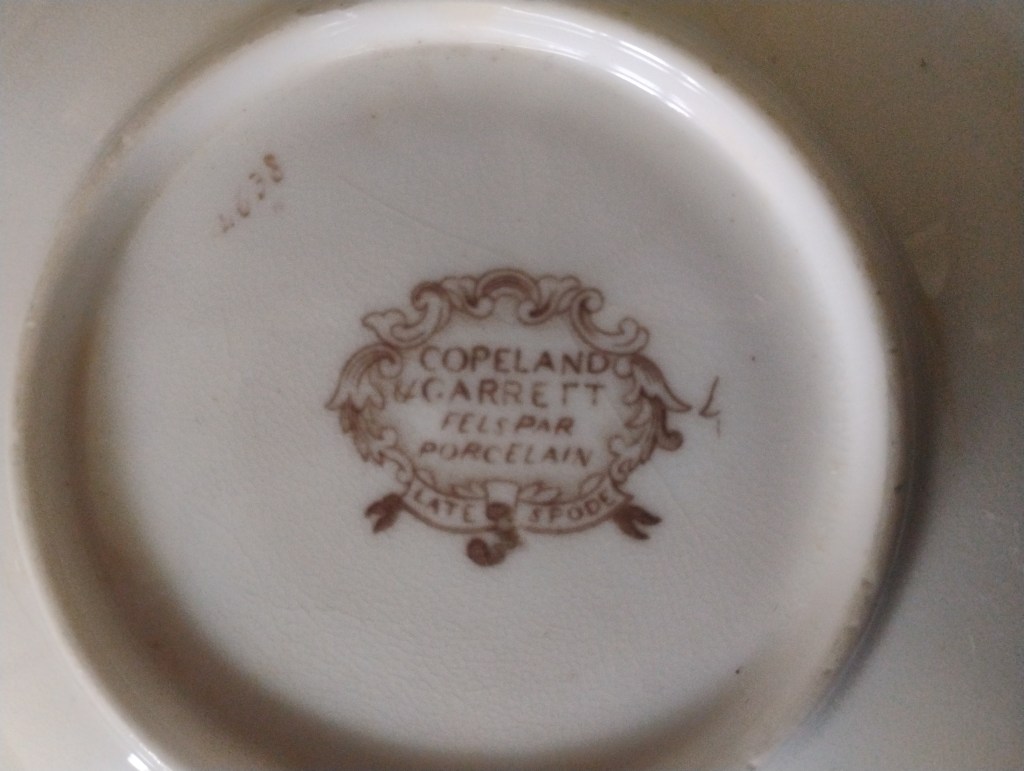 COPELAND
& GARRETT
FELSPAR
PORCELAIN
LATE SPODE